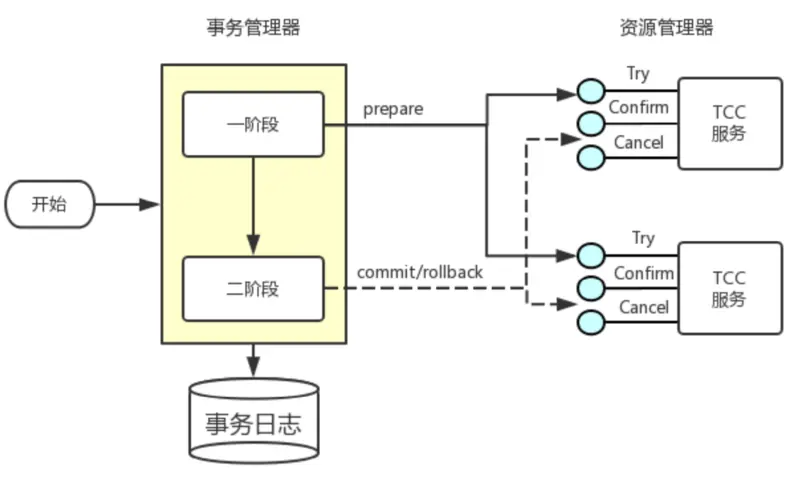 事务管理器
资源管理器
一阶段
prepare
Try
Confirm
Cancel
TCC
服务
开始
二阶段
commit/rollback
Try
Confirm
Cancel
TCC
服务
事务日志